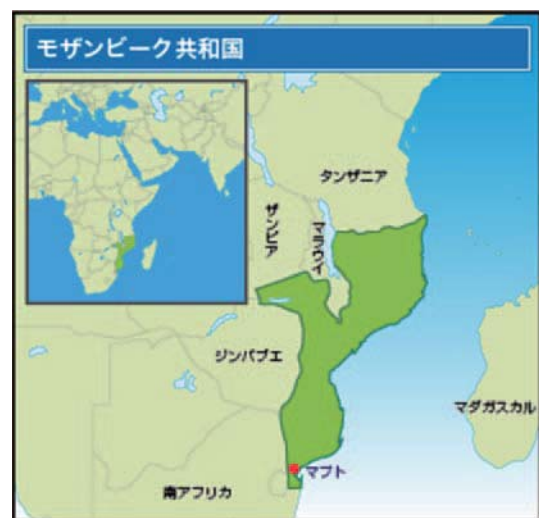 モザンビーク共和国
タンザニア
ザンビア
マラウイ
ジンバブエ
マダガスカル
マプト
南アフリカ